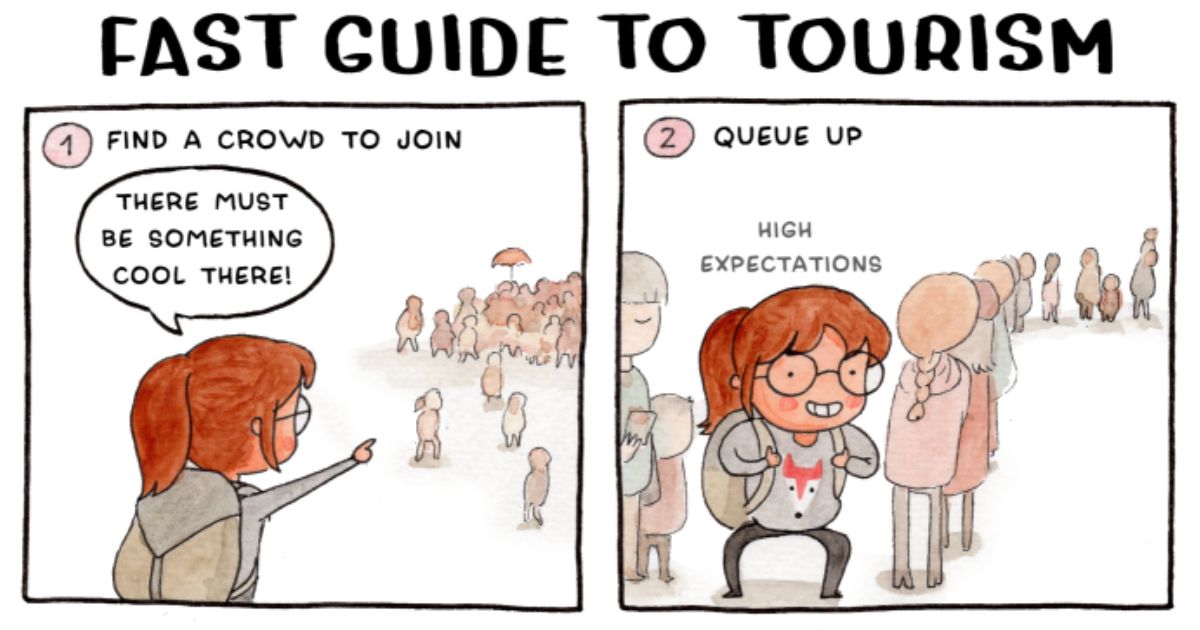 FAST GUIDE TO TOURISM
1 FIND A CROWD TO JOIN
THERE MUST
BE SOMETHING
COOL THERE!
2 QUEUE UP
HIGH
EXPECTATIONS